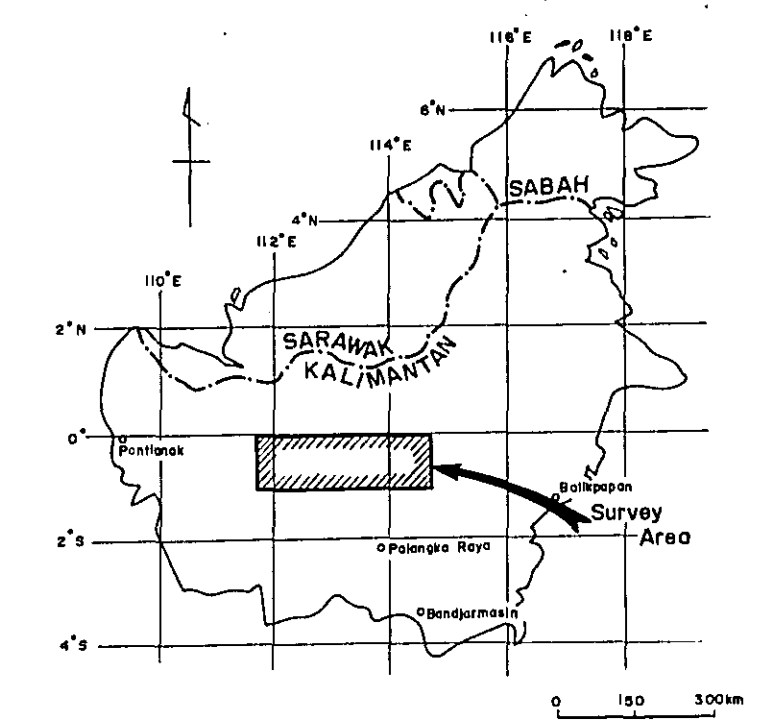 116°E
118°E
6°N
114°E
SABAH
4°N
112°E
110°E
2°N
SARAWAK
KALIMANTAN
0°
Pontianak
Balikpapan
Survey
Area
2°S
Palangka Raya
Bandjarmasin
4°S
0 150 300km